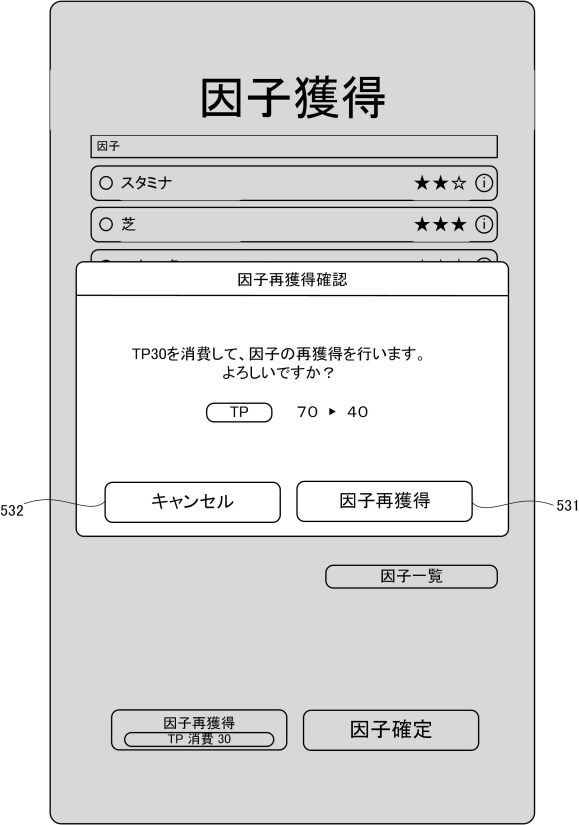 因子獲得
因子
スタミナ ★★☆ i
芝 ★★★ i
因子再獲得確認
TP30を消費して、因子の再獲得を行います。
よろしいですか？
TP 70 ▶ 40
キャンセル 因子再獲得
532 531
因子一覧
因子再獲得
TP 消費 30
因子確定